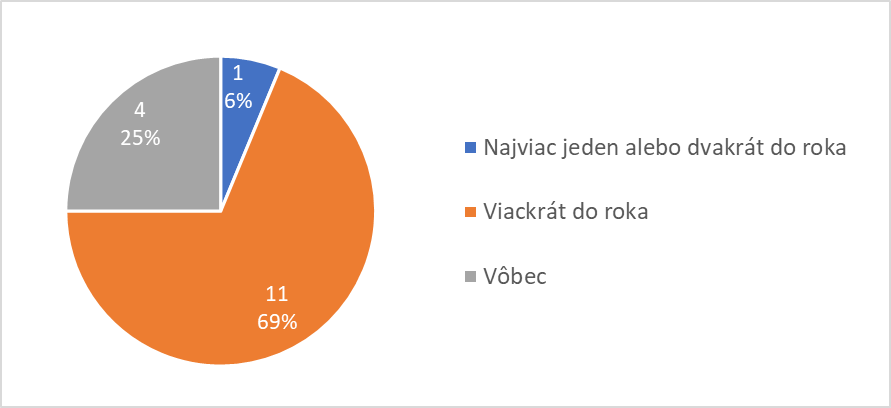 1
6%
4
25%
11
69%
Najviac jeden alebo dvakrát do roka
Viackrát do roka
Vôbec